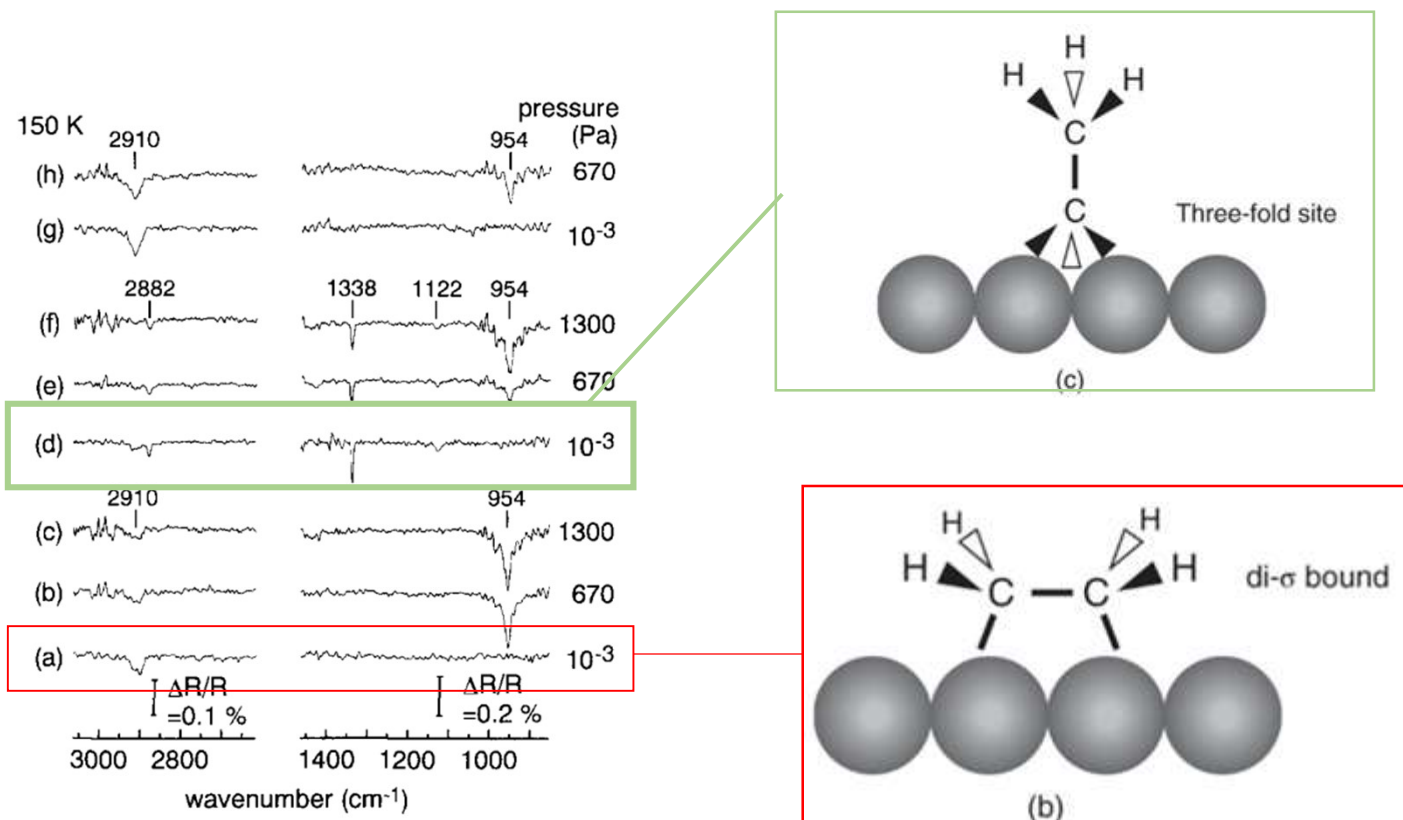 150 K
pressure
(Pa)
2910
954
(h)
670
(g)
10-3
2882
1338
1122
954
(f)
1300
(e)
670
(d)
10-3
2910
954
(c)
1300
(b)
670
(a)
10-3
ΔR/R
=0.1 %
ΔR/R
=0.2 %
3000 2800 1400 1200 1000
wavenumber (cm-1)
H
H H
C
C
Three-fold site
(c)
H H
H C C H
di-σ bound
(b)